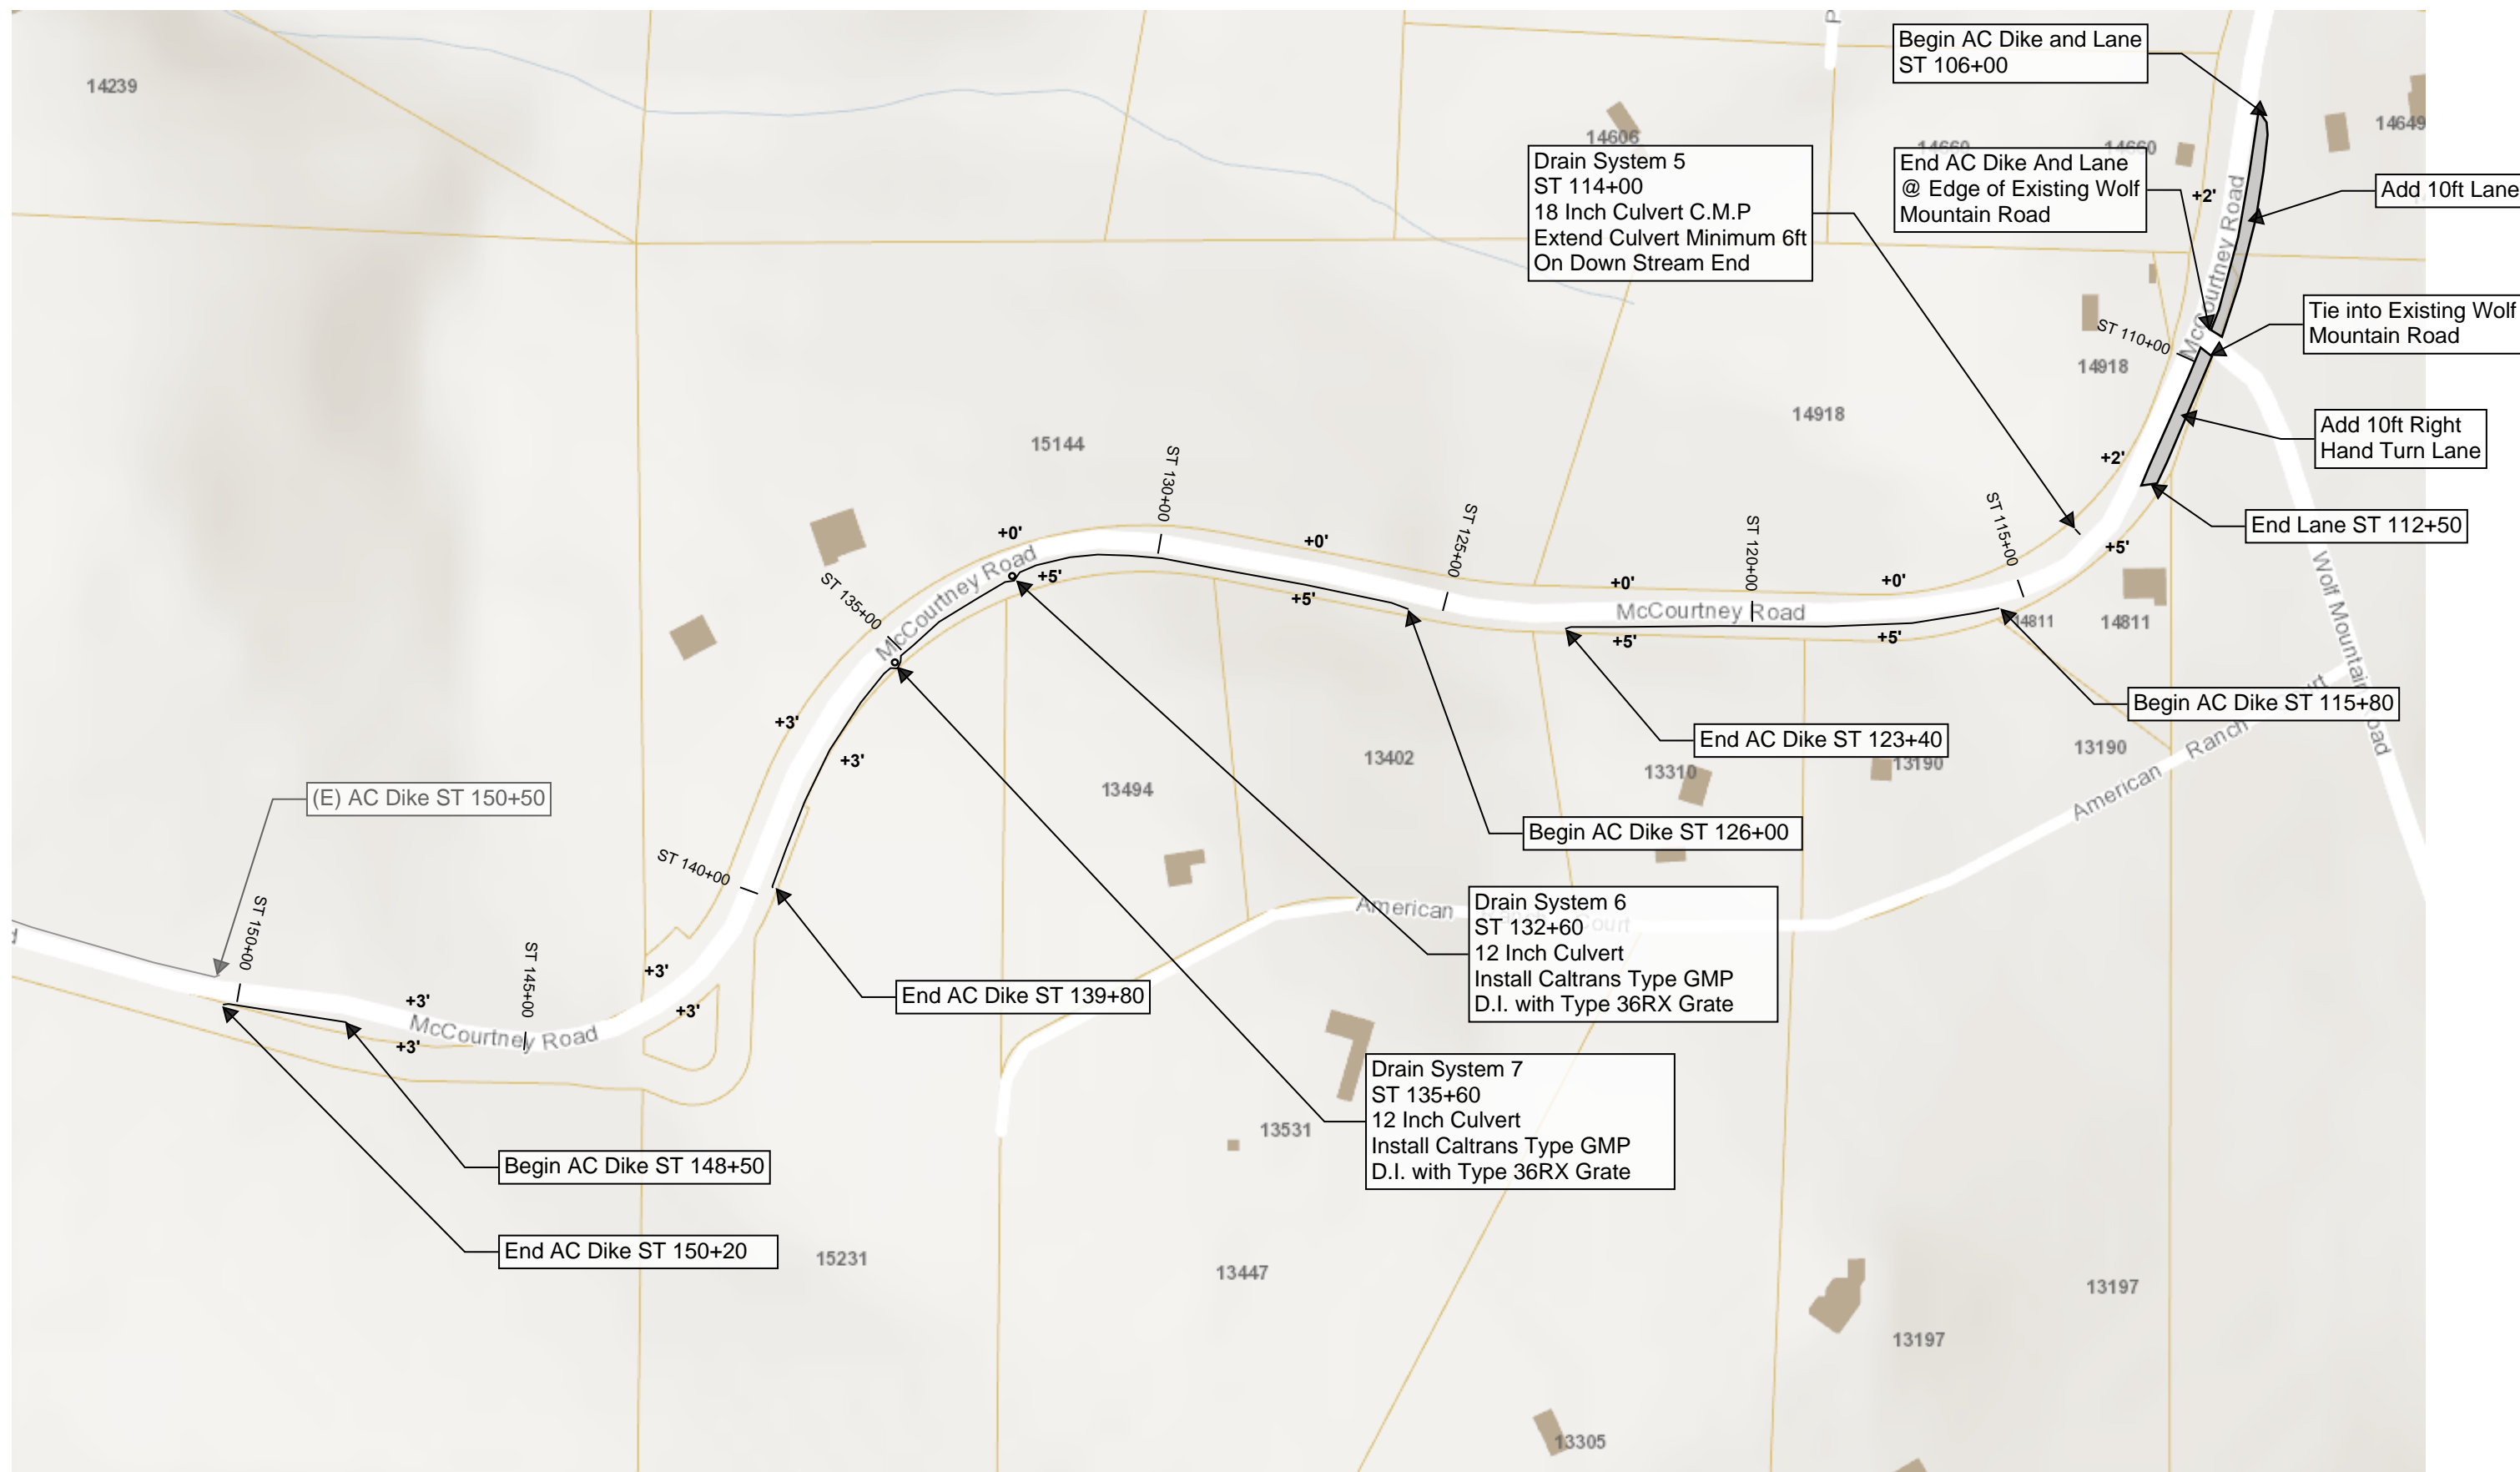 14239
Begin AC Dike and Lane
ST 106+00
14606
14660
14660
14649
Drain System 5
ST 114+00
18 Inch Culvert C.M.P
Extend Culvert Minimum 6ft
On Down Stream End
End AC Dike And Lane
@ Edge of Existing Wolf
Mountain Road
+2'
McCourtney Road
Add 10ft Lane
Tie into Existing Wolf
Mountain Road
ST 110+00
14918
14918
Add 10ft Right
Hand Turn Lane
+2'
End Lane ST 112+50
+5'
15144
ST 130+00
ST 125+00
ST 120+00
ST 115+00
+0'
+0'
+0'
+0'
McCourtney Road
+5'
+5'
McCourtney Road
+5'
+5'
14811
14811
Wolf Mountain Road
ST 135+00
Begin AC Dike ST 115+80
+3'
+3'
End AC Dike ST 123+40
13402
13310
13190
13190
American Ranch
13494
(E) AC Dike ST 150+50
Begin AC Dike ST 126+00
ST 140+00
American
Court
Drain System 6
ST 132+60
12 Inch Culvert
Install Caltrans Type GMP
D.I. with Type 36RX Grate
ST 150+00
ST 145+00
+3'
+3'
+3'
+3'
McCourtney Road
End AC Dike ST 139+80
Drain System 7
ST 135+60
12 Inch Culvert
Install Caltrans Type GMP
D.I. with Type 36RX Grate
13531
Begin AC Dike ST 148+50
End AC Dike ST 150+20
15231
13447
13197
13197
13305